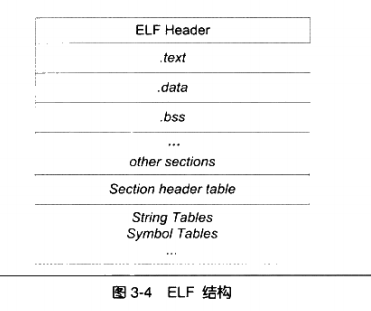 ELF Header
.text
.data
.bss
...
other sections
Section header table
String Tables
Symbol Tables
...
图 3-4 ELF 结构